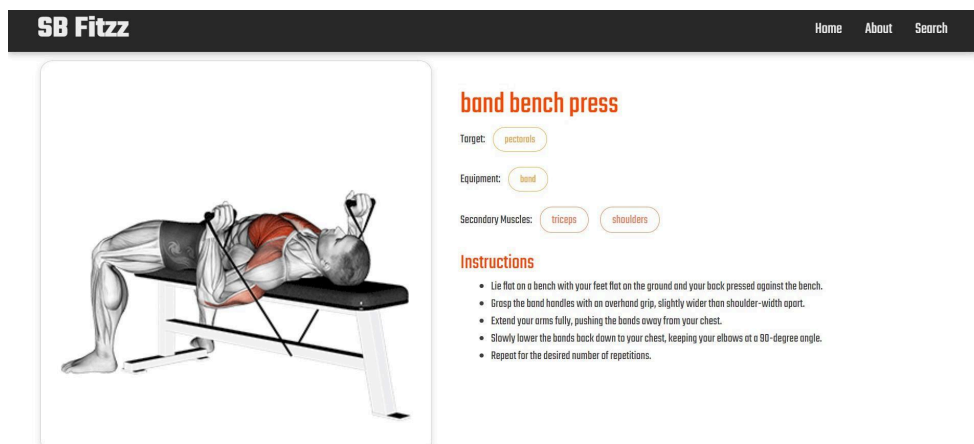 SB Fitzz
Home About Search
band bench press
Target: pectorals
Equipment: band
Secondary Muscles: triceps shoulders
Instructions
Lie flat on a bench with your feet flat on the ground and your back pressed against the bench.
Grasp the band handles with an overhand grip, slightly wider than shoulder-width apart.
Extend your arms fully, pushing the bands away from your chest.
Slowly lower the bands back down to your chest, keeping your elbows at a 90-degree angle.
Repeat for the desired number of repetitions.